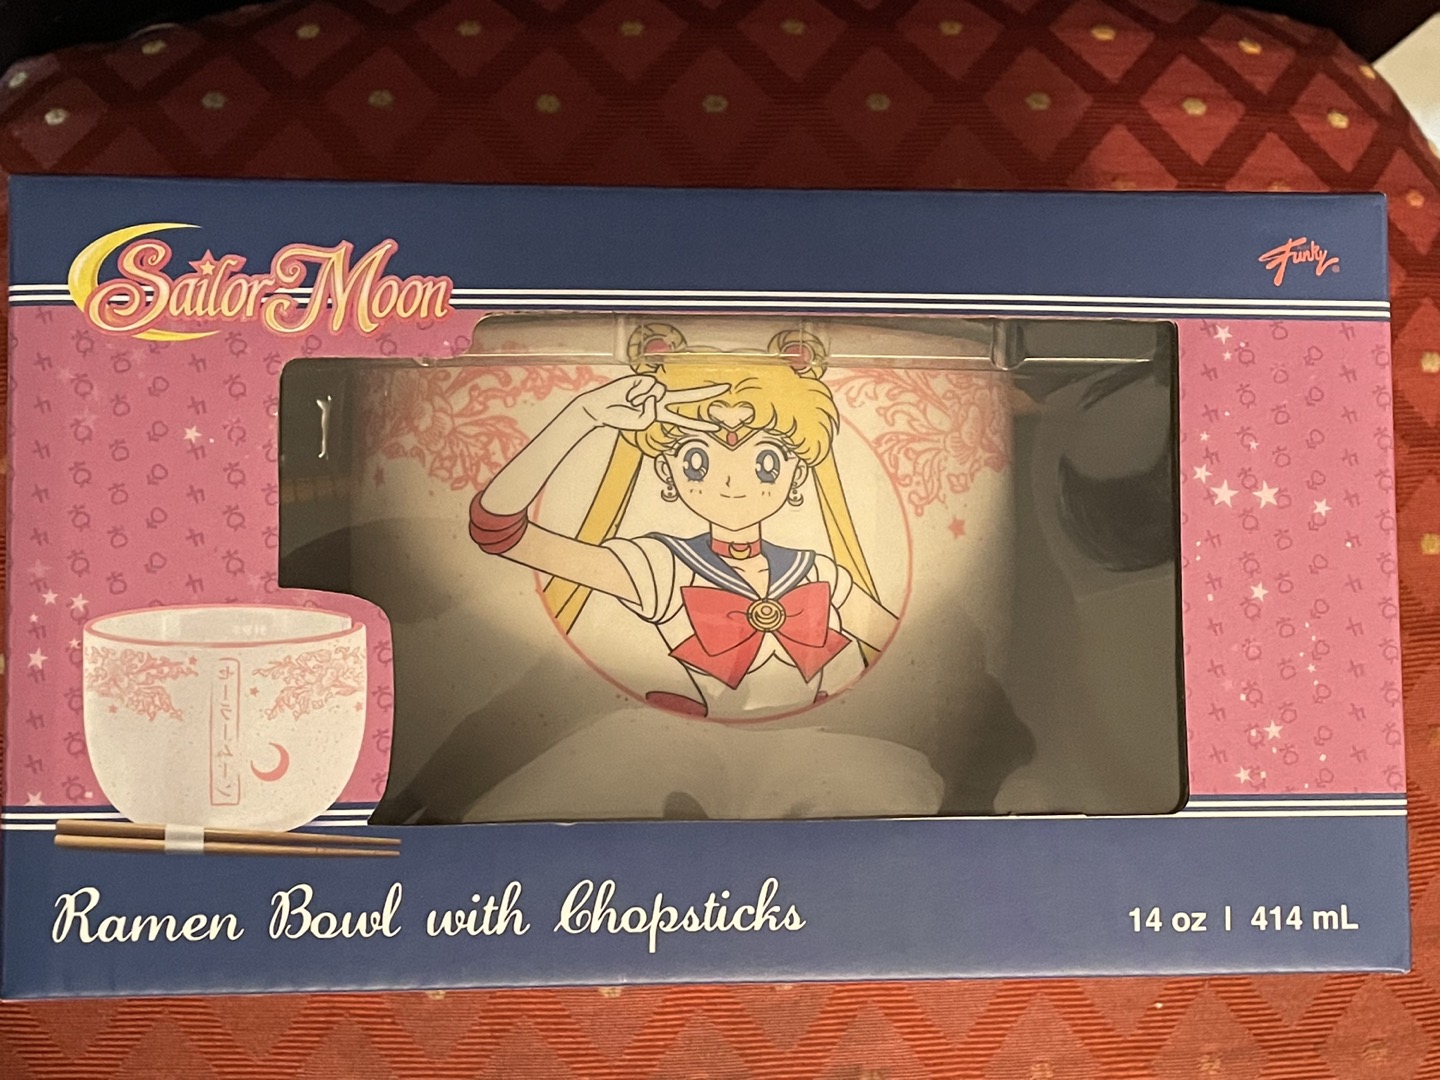 Sailor Moon
Funky
Ramen Bowl with Chopsticks
14 oz | 414 mL